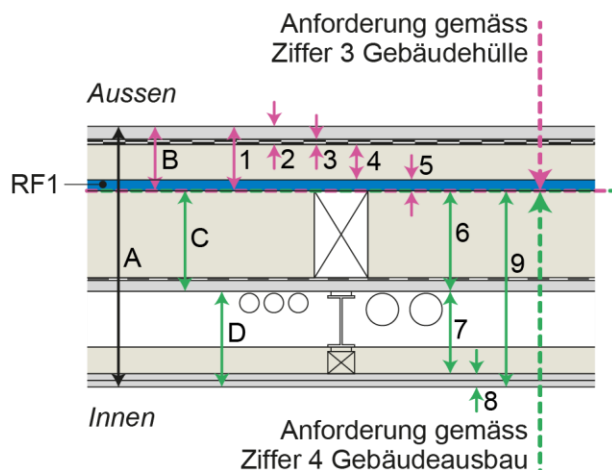 Anforderung gemäss
Ziffer 3 Gebäudehülle
Aussen
B 1 2 3 4 5
RF1
A C 6 9
D 7
8
Innen
Anforderung gemäss
Ziffer 4 Gebäudeausbau